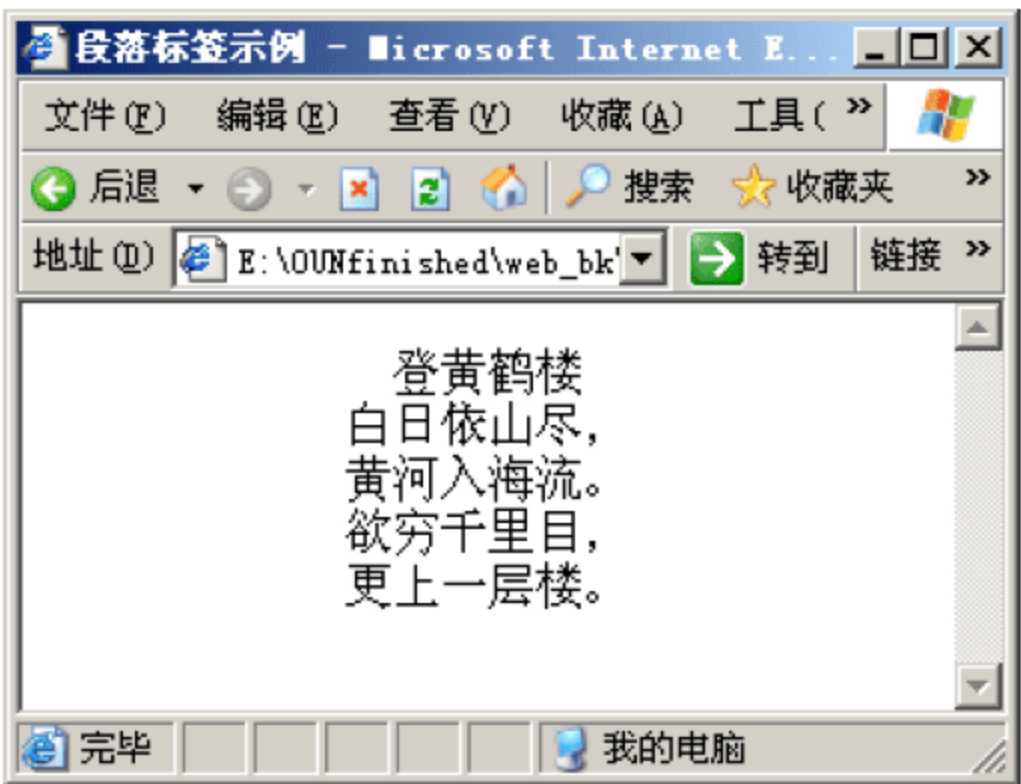 段落标签示例 - Microsoft Internet E...
文件(F) 编辑(E) 查看(V) 收藏(A) 工具( »
后退 搜索 收藏夹 »
地址(D) E:\OUNfinished\web_bk\ 转到 链接 »
登黄鹤楼
白日依山尽，
黄河入海流。
欲穷千里目，
更上一层楼。
完毕 我的电脑